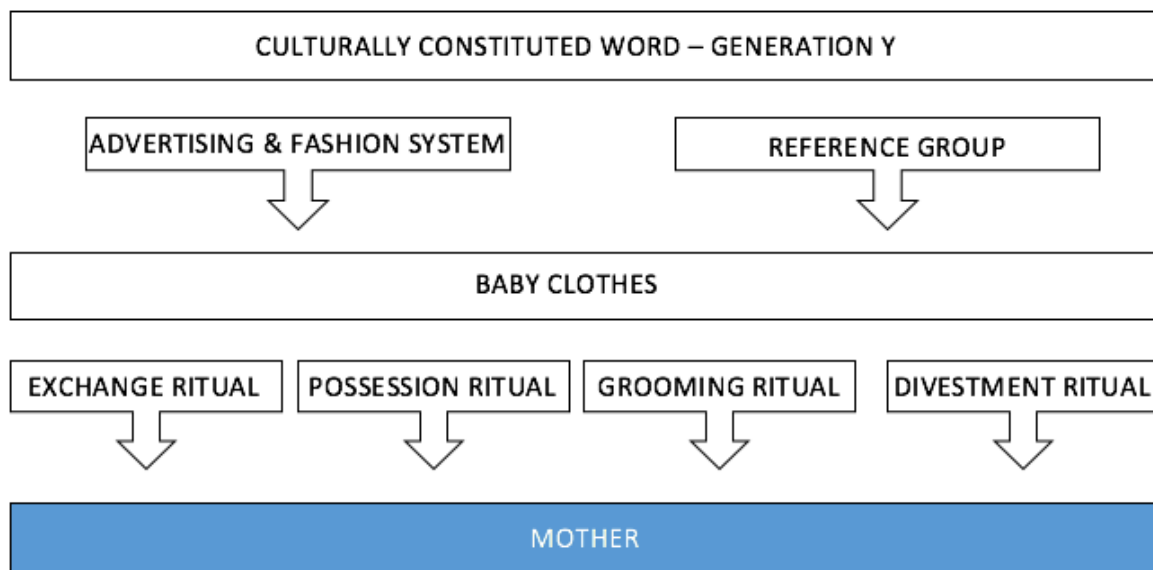 CULTURALLY CONSTITUTED WORD – GENERATION Y
ADVERTISING & FASHION SYSTEM
REFERENCE GROUP
BABY CLOTHES
EXCHANGE RITUAL
POSSESSION RITUAL
GROOMING RITUAL
DIVESTMENT RITUAL
MOTHER